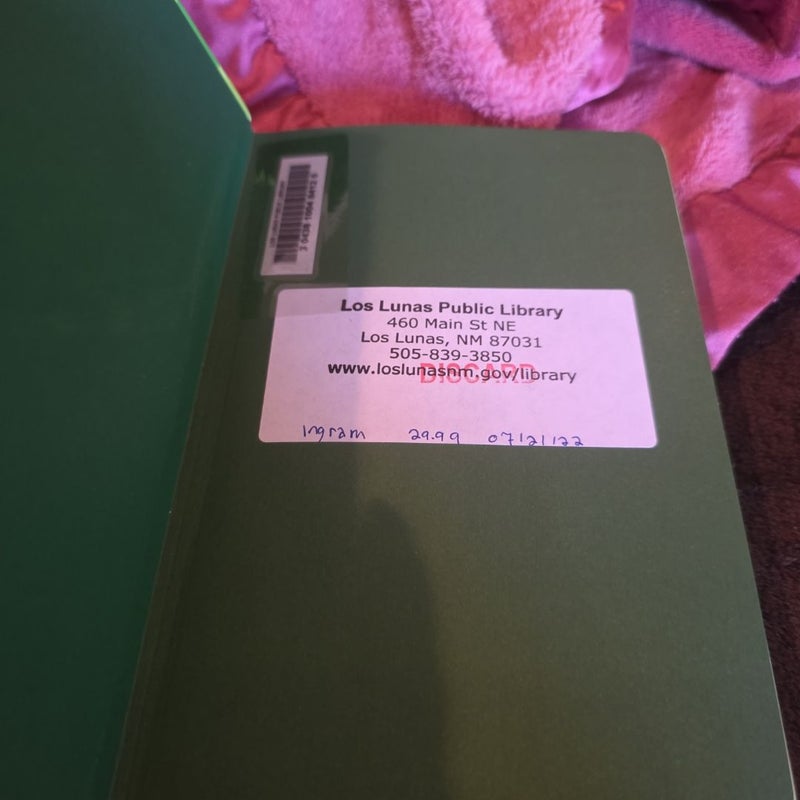 Los Lunas Public Library
460 Main St NE
Los Lunas, NM 87031
505-839-3850
www.loslunasnm.gov/library
DISCARD
Ingram 29.99 07/21/22